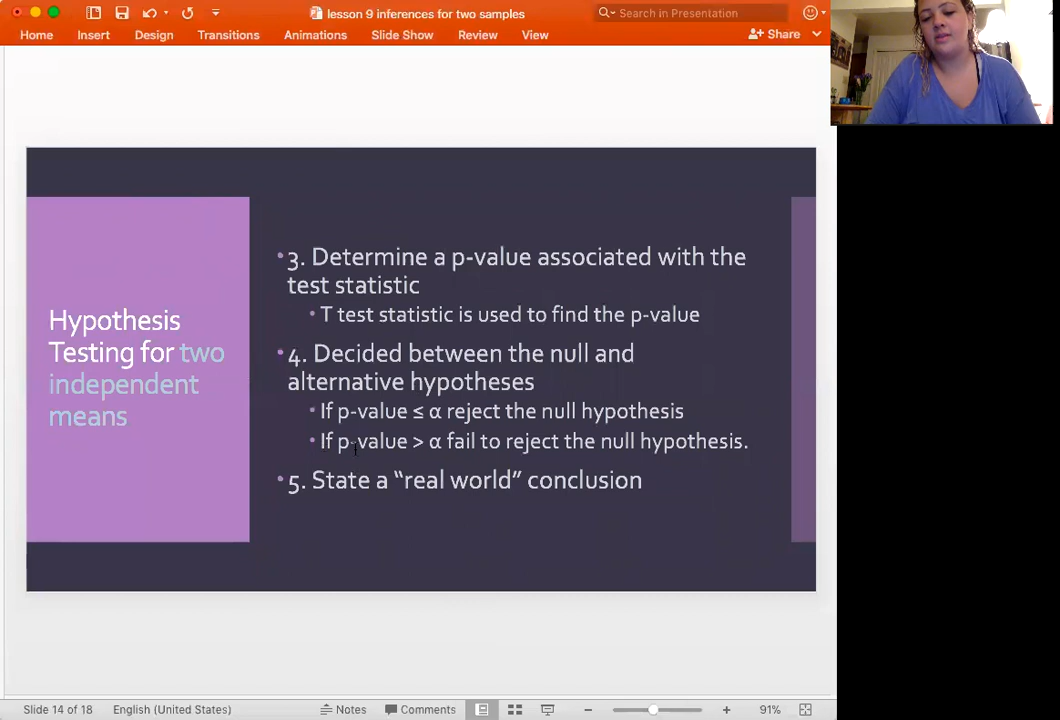 lesson 9 inferences for two samples
Search in Presentation
Home Insert Design Transitions Animations Slide Show Review View
Share
Hypothesis
Testing for two
independent
means
• 3. Determine a p-value associated with the
test statistic
• T test statistic is used to find the p-value
• 4. Decided between the null and
alternative hypotheses
• If p-value ≤ α reject the null hypothesis
• If p-value > α fail to reject the null hypothesis.
• 5. State a “real world” conclusion
Slide 14 of 18 English (United States) Notes Comments 91%